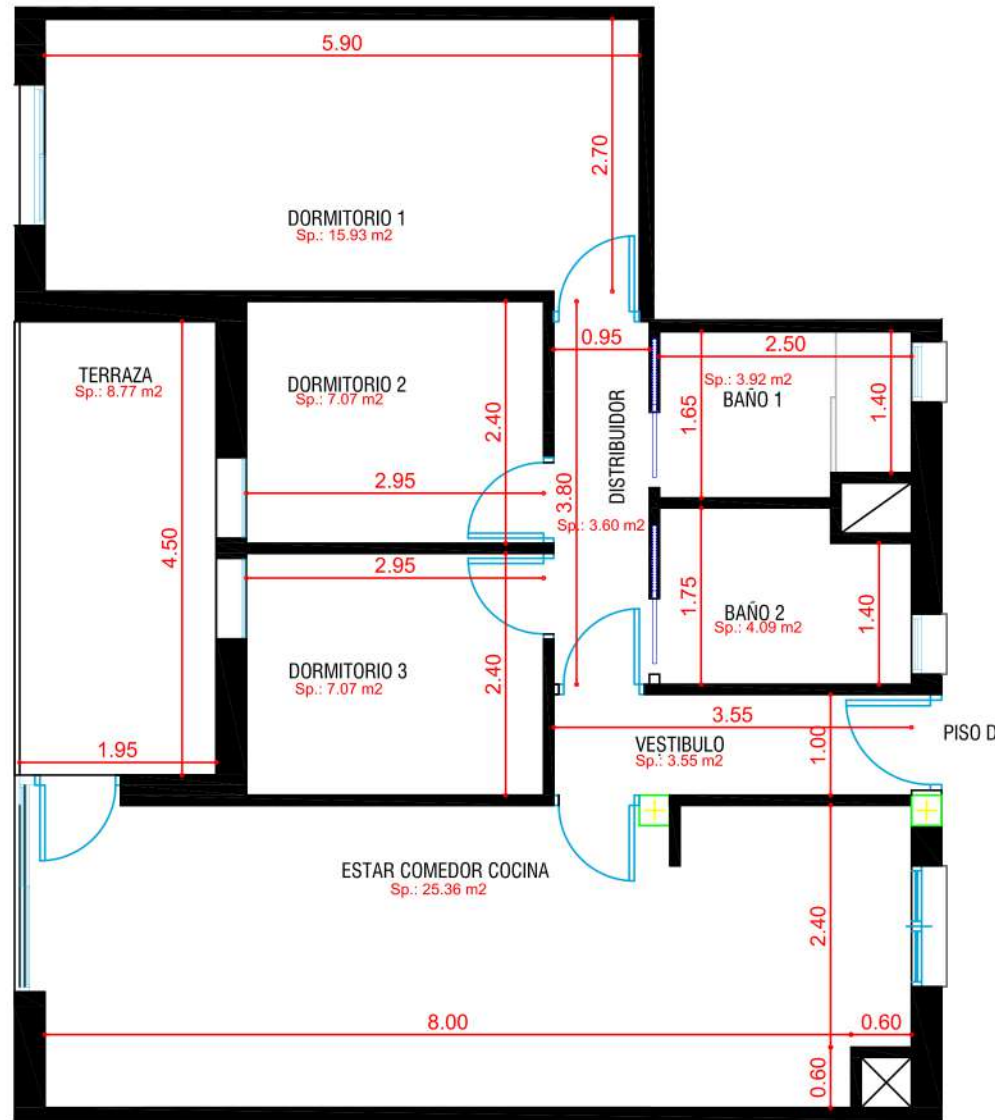 5.90
2.70
DORMITORIO 1
Sp.: 15.93 m2
0.95
2.50
TERRAZA
Sp.: 8.77 m2
DORMITORIO 2
Sp.: 7.07 m2
2.40
Sp.: 3.92 m2
BAÑO 1
1.65
1.40
DISTRIBUIDOR
2.95
3.80
Sp.: 3.60 m2
4.50
2.95
1.75
BAÑO 2
Sp.: 4.09 m2
1.40
DORMITORIO 3
Sp.: 7.07 m2
2.40
3.55
1.95
VESTIBULO
Sp.: 3.55 m2
1.00
PISO D
ESTAR COMEDOR COCINA
Sp.: 25.36 m2
2.40
8.00
0.60
0.60